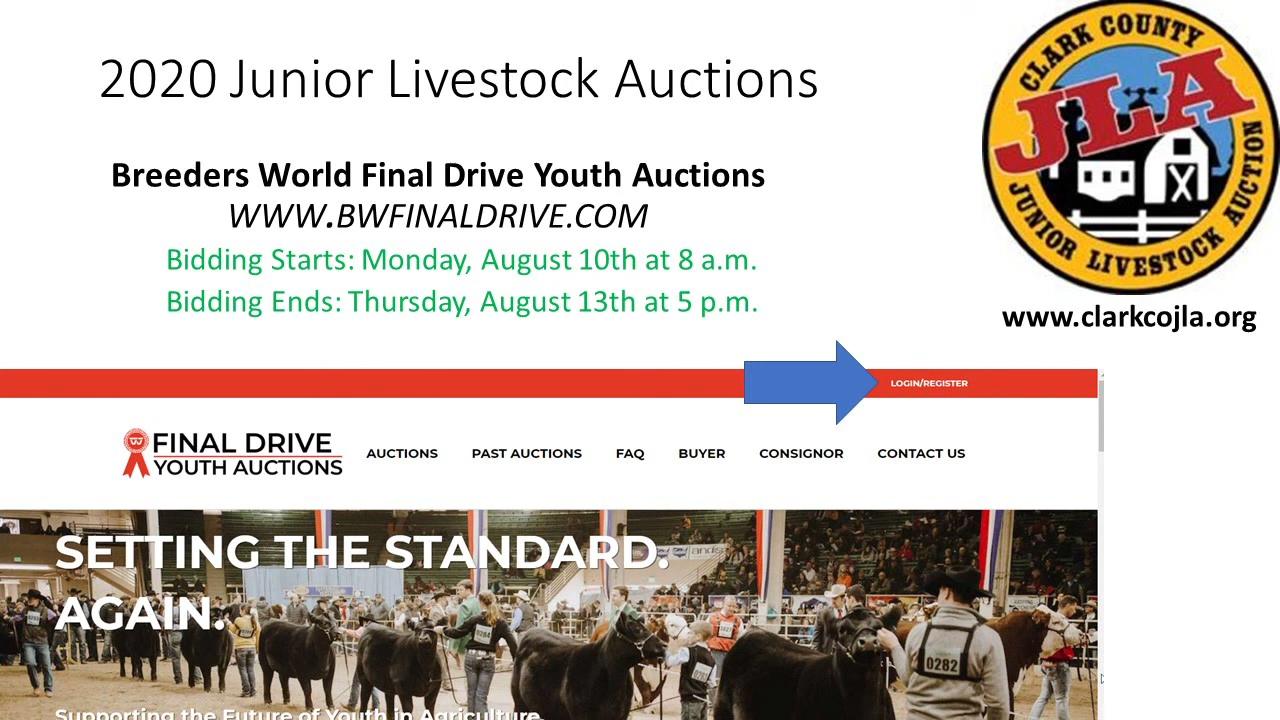 2020 Junior Livestock Auctions
CLARK COUNTY
JLA
JUNIOR LIVESTOCK AUCTION
www.clarkcojla.org
Breeders World Final Drive Youth Auctions
WWW.BWFINALDRIVE.COM
Bidding Starts: Monday, August 10th at 8 a.m.
Bidding Ends: Thursday, August 13th at 5 p.m.
LOGIN/REGISTER
W
FINAL DRIVE
YOUTH AUCTIONS
AUCTIONS PAST AUCTIONS FAQ BUYER CONSIGNOR CONTACT US
SETTING THE STANDARD.
AGAIN.
0284
0282
Supporting the Future of Youth in Agriculture.